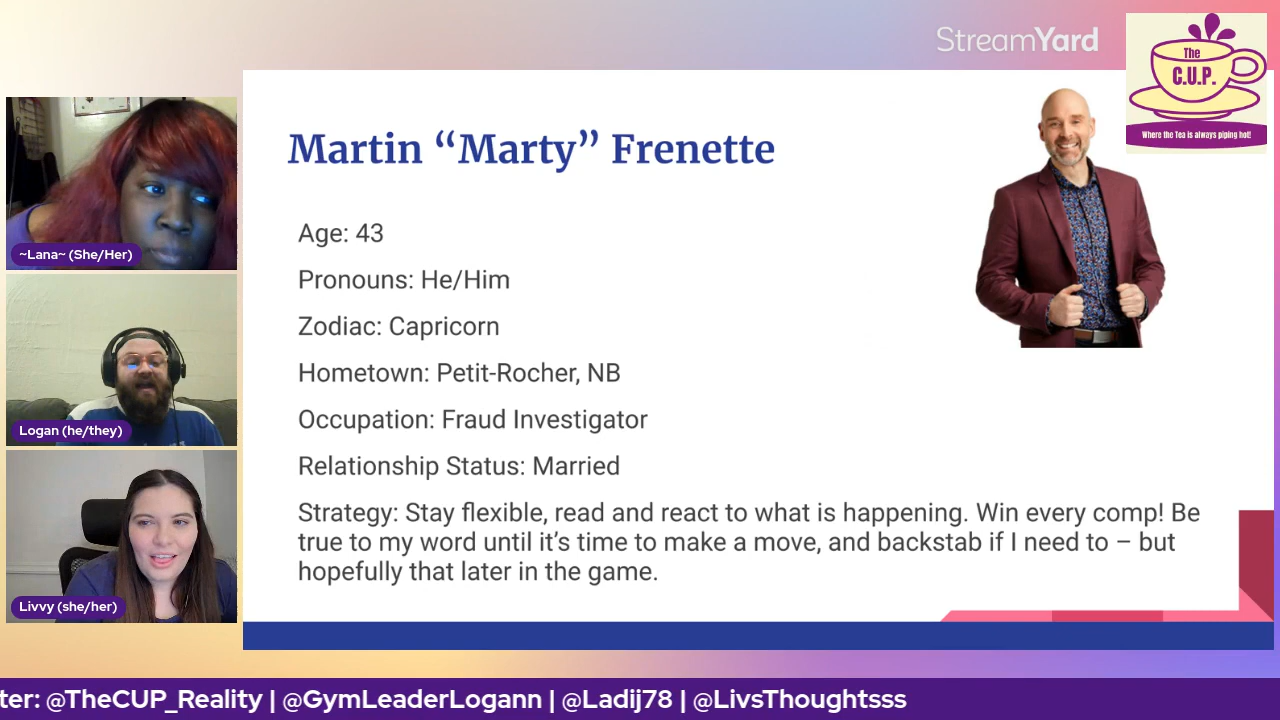 StreamYard
The
C.U.P.
Where the Tea is always piping hot!
Martin “Marty” Frenette
Age: 43
Pronouns: He/Him
Zodiac: Capricorn
Hometown: Petit-Rocher, NB
Occupation: Fraud Investigator
Relationship Status: Married
Strategy: Stay flexible, read and react to what is happening. Win every comp! Be
true to my word until it’s time to make a move, and backstab if I need to – but
hopefully that later in the game.
~Lana~ (She/Her)
Logan (he/they)
Livvy (she/her)
ter: @TheCUP_Reality | @GymLeaderLogann | @Ladij78 | @LivsThoughtsss